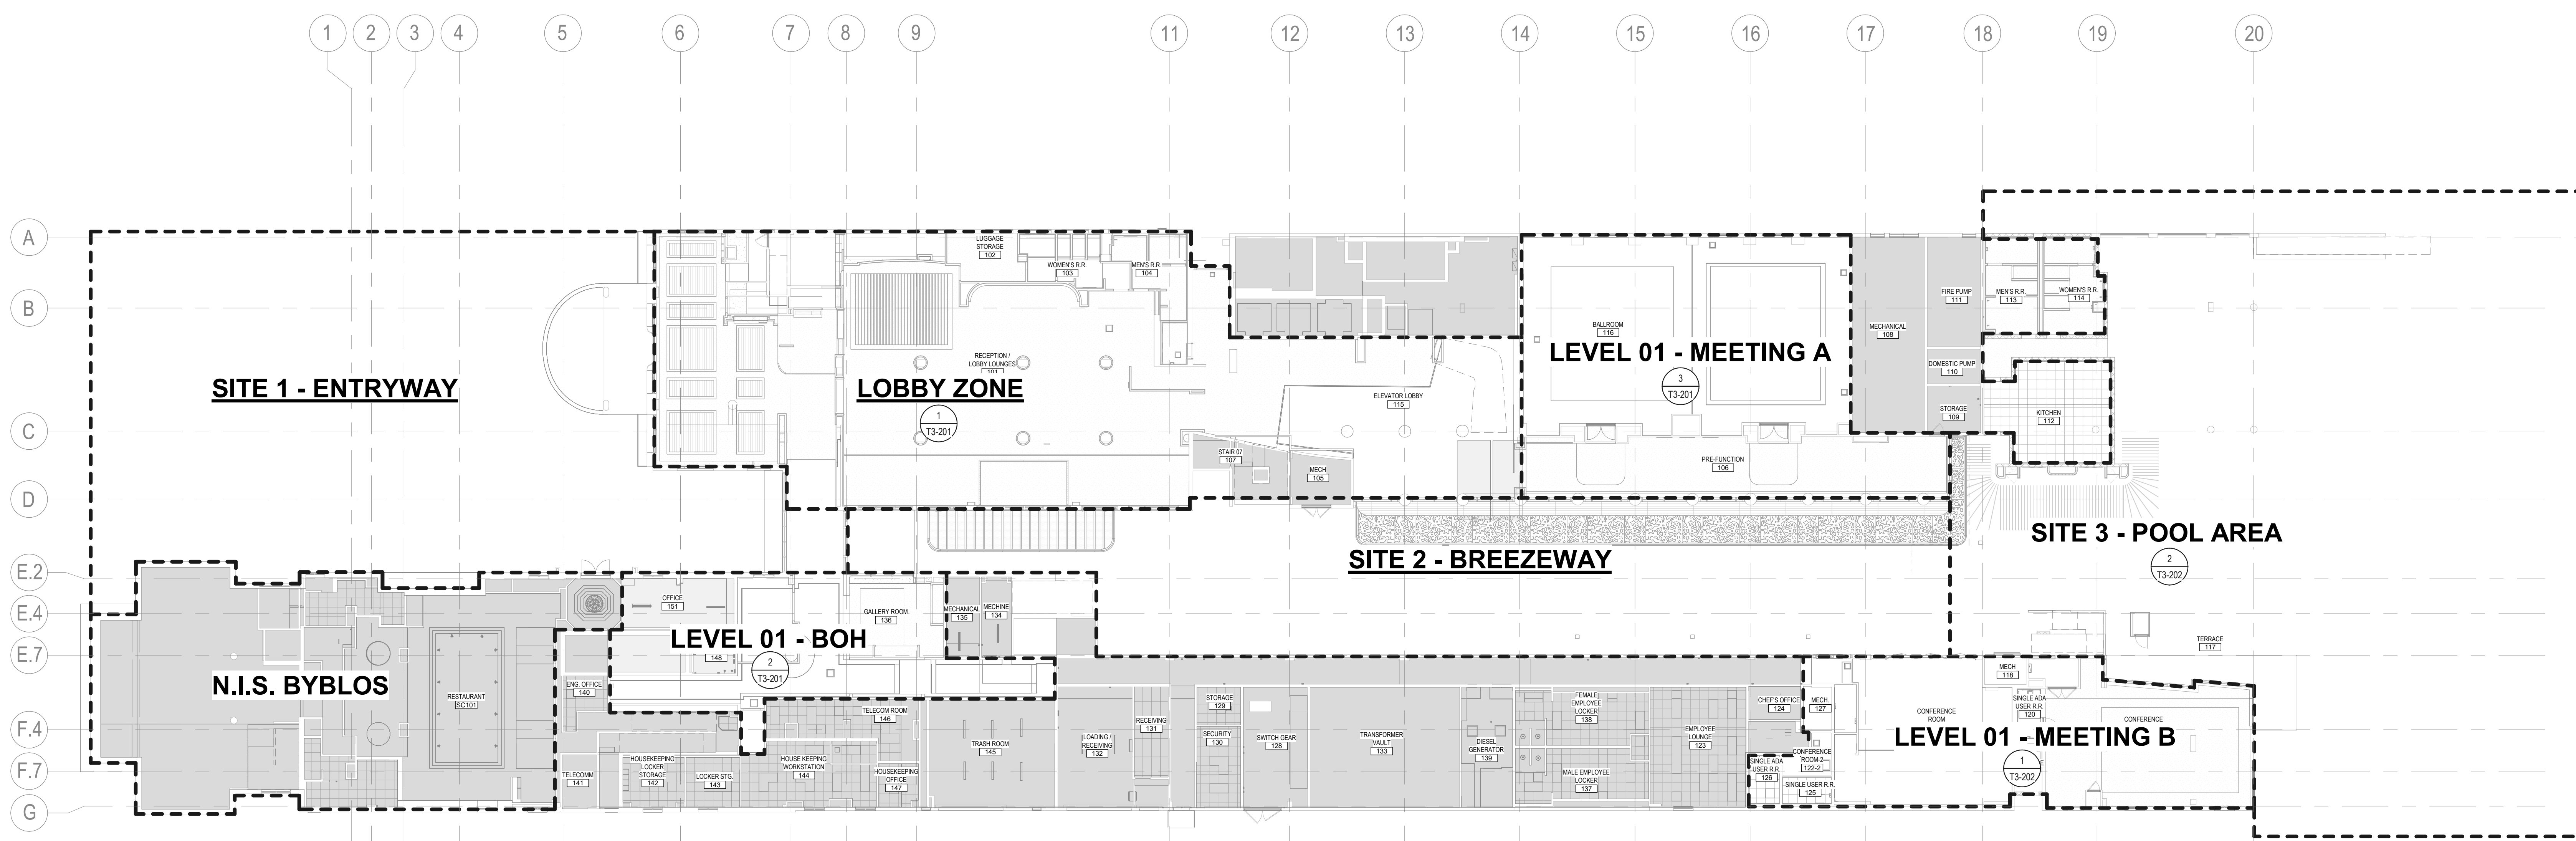 1
2
3
4
5
6
7
8
9
11
12
13
14
15
16
17
18
19
20
A
B
C
D
E.2
E.4
E.7
F.4
F.7
G
SITE 1 - ENTRYWAY
LUGGAGE
STORAGE
102
WOMEN'S R.R.
103
MEN'S R.R.
104
RECEPTION /
LOBBY LOUNGES
101
LOBBY ZONE
1
T3-201
STAIR 07
107
MECH
105
ELEVATOR LOBBY
115
BALLROOM
116
LEVEL 01 - MEETING A
3
T3-201
PRE-FUNCTION
106
MECHANICAL
108
FIRE PUMP
111
DOMESTIC PUMP
110
STORAGE
109
MEN'S R.R.
113
WOMEN'S R.R.
114
KITCHEN
112
SITE 2 - BREEZEWAY
SITE 3 - POOL AREA
2
T3-202
TERRACE
117
N.I.S. BYBLOS
RESTAURANT
SC101
OFFICE
151
LEVEL 01 - BOH
2
T3-201
148
GALLERY ROOM
136
MECHANICAL
135
MECHINE
134
ENG. OFFICE
140
TELECOMM
141
HOUSEKEEPING
LOCKER
STORAGE
142
LOCKER STG.
143
HOUSE KEEPING
WORKSTATION
144
TELECOM ROOM
146
HOUSEKEEPING
OFFICE
147
TRASH ROOM
145
LOADING /
RECEIVING
132
RECEIVING
131
STORAGE
129
SECURITY
130
SWITCH GEAR
128
TRANSFORMER
VAULT
133
DIESEL
GENERATOR
139
FEMALE
EMPLOYEE
LOCKER
138
MALE EMPLOYEE
LOCKER
137
EMPLOYEE
LOUNGE
123
CHEF'S OFFICE
124
MECH.
127
CONFERENCE
ROOM-2
122-2
SINGLE ADA
USER R.R.
126
SINGLE USER R.R.
125
CONFERENCE
ROOM
MECH
118
SINGLE ADA
USER R.R.
120
CONFERENCE
LEVEL 01 - MEETING B
1
T3-202